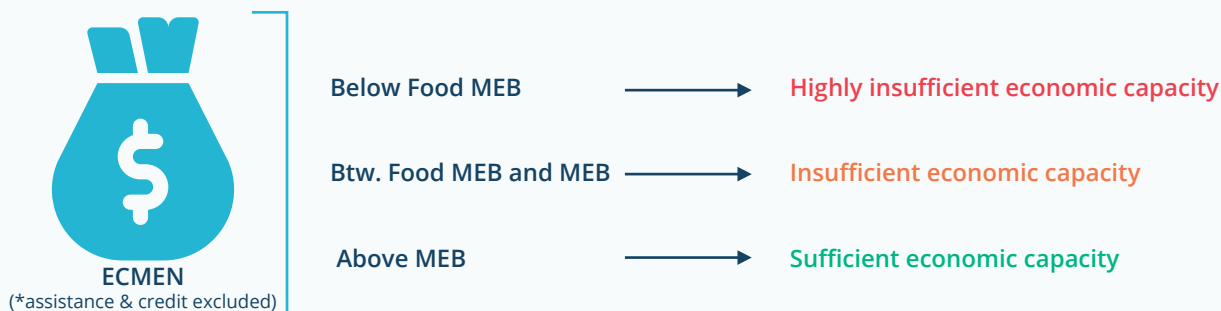 Below Food MEB Highly insufficient economic capacity
Btw. Food MEB and MEB Insufficient economic capacity
Above MEB Sufficient economic capacity
$
ECMEN
(*assistance & credit excluded)